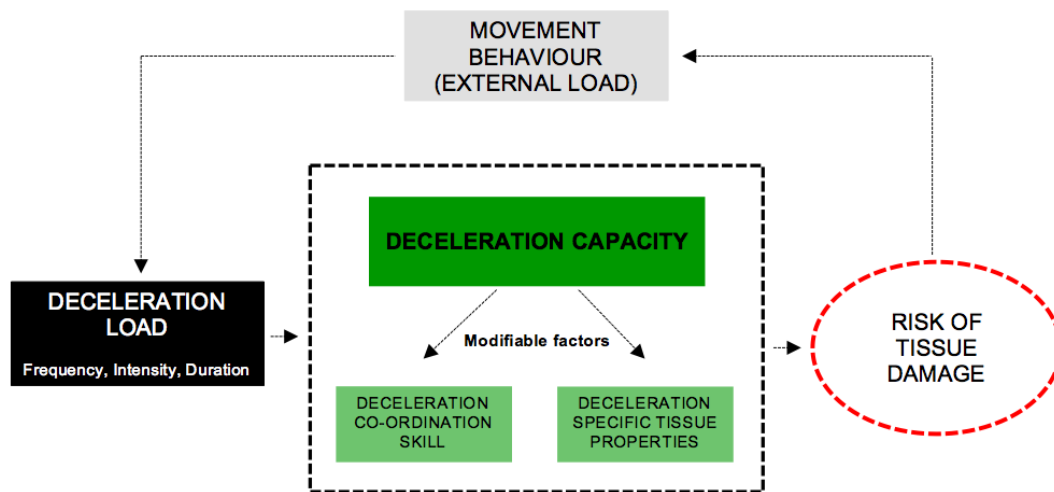 MOVEMENT
BEHAVIOUR
(EXTERNAL LOAD)
DECELERATION CAPACITY
DECELERATION
LOAD
Frequency, Intensity, Duration
Modifiable factors
RISK OF
TISSUE
DAMAGE
DECELERATION
CO-ORDINATION
SKILL
DECELERATION
SPECIFIC TISSUE
PROPERTIES